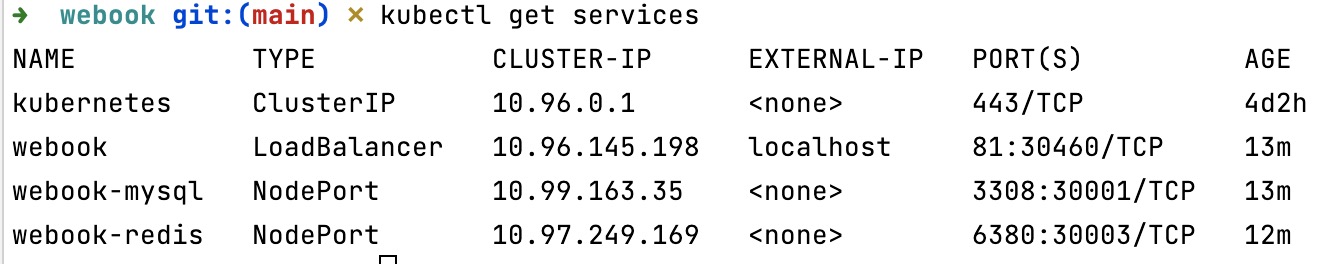 ➜ webook git:(main) ✗ kubectl get services
NAME TYPE CLUSTER-IP EXTERNAL-IP PORT(S) AGE
kubernetes ClusterIP 10.96.0.1 <none> 443/TCP 4d2h
webook LoadBalancer 10.96.145.198 localhost 81:30460/TCP 13m
webook-mysql NodePort 10.99.163.35 <none> 3308:30001/TCP 13m
webook-redis NodePort 10.97.249.169 <none> 6380:30003/TCP 12m